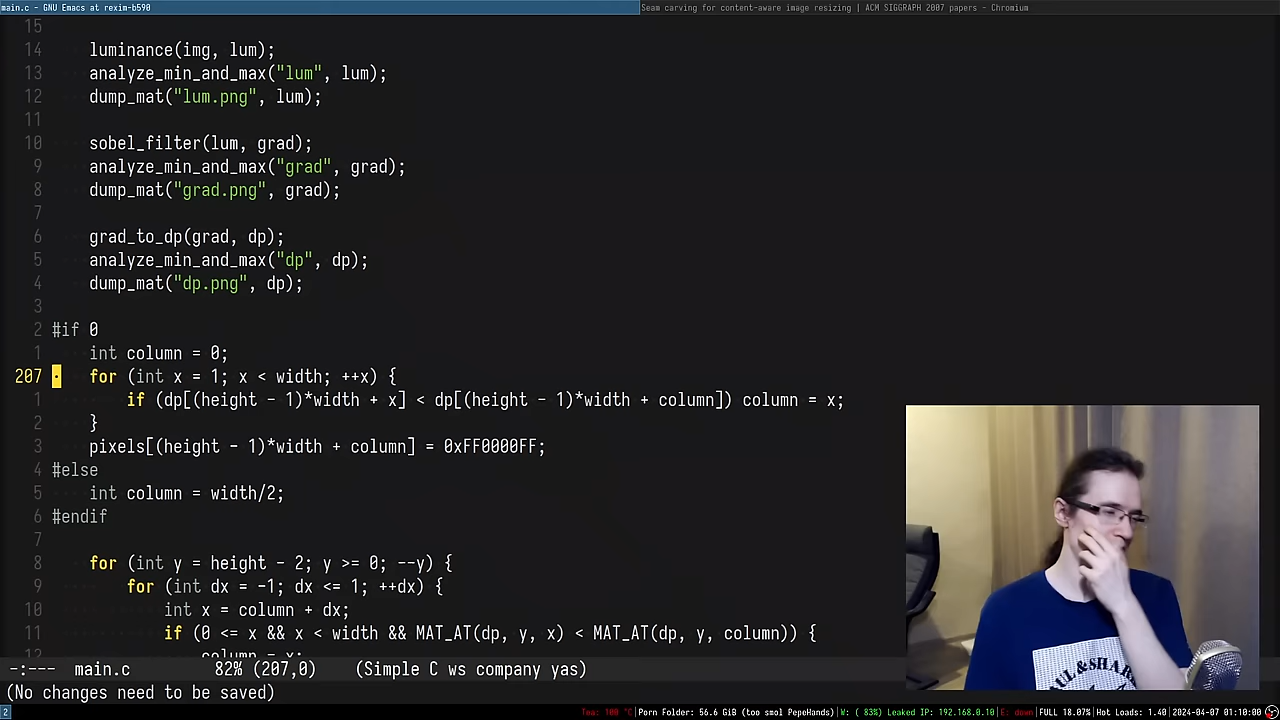 main.c - GNU Emacs at rexim-b590
Seam carving for content-aware image resizing | ACM SIGGRAPH 2007 papers - Chromium
15
14 luminance(img, lum);
13 analyze_min_and_max("lum", lum);
12 dump_mat("lum.png", lum);
11
10 sobel_filter(lum, grad);
9 analyze_min_and_max("grad", grad);
8 dump_mat("grad.png", grad);
7
6 grad_to_dp(grad, dp);
5 analyze_min_and_max("dp", dp);
4 dump_mat("dp.png", dp);
3
2 #if 0
1 int column = 0;
207 for (int x = 1; x < width; ++x) {
1 if (dp[(height - 1)*width + x] < dp[(height - 1)*width + column]) column = x;
2 }
3 pixels[(height - 1)*width + column] = 0xFF0000FF;
4 #else
5 int column = width/2;
6 #endif
7
8 for (int y = height - 2; y >= 0; --y) {
9 for (int dx = -1; dx <= 1; ++dx) {
10 int x = column + dx;
11 if (0 <= x && x < width && MAT_AT(dp, y, x) < MAT_AT(dp, y, column)) {
12 column = x;
-:--- main.c 82% (207,0) (Simple C ws company yas)
(No changes need to be saved)
2
Tea: 100 °C|Porn Folder: 56.6 GiB (too smol PepeHands)|W: ( 83%) Leaked IP: 192.168.0.10|E: down|FULL 18.07%|Hot Loads: 1.40|2024-04-07 01:10:00